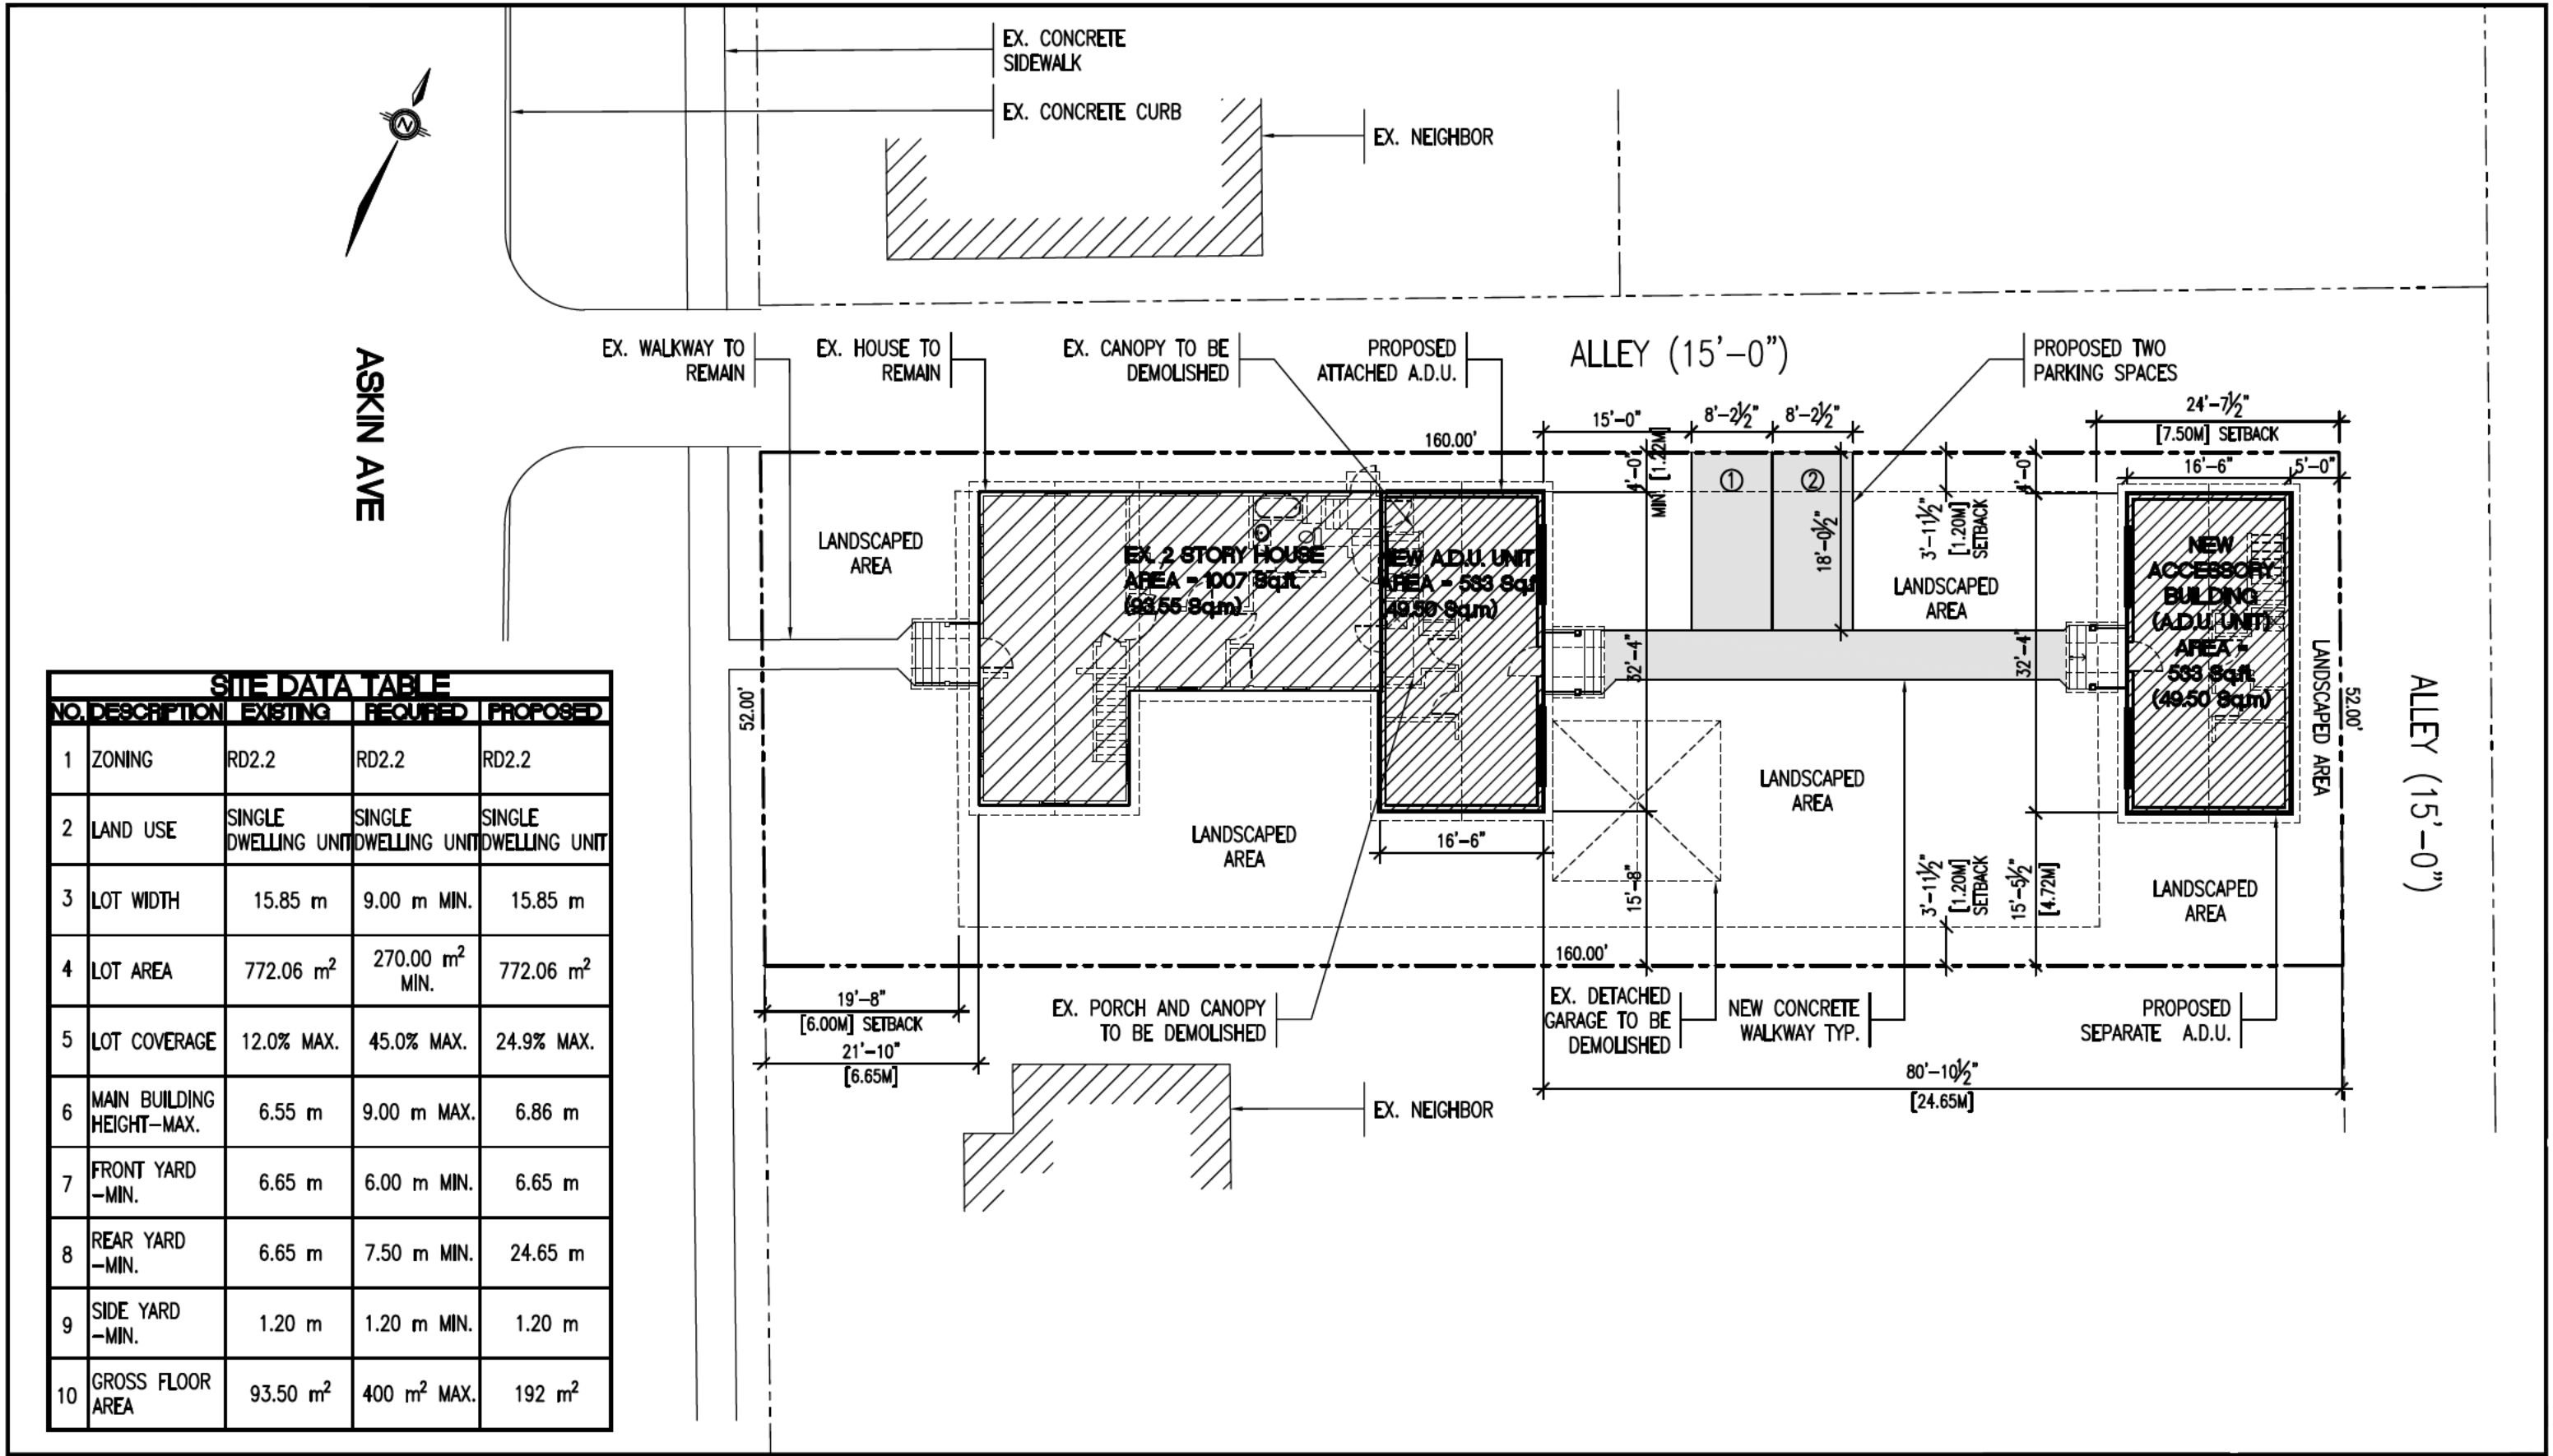 EX. CONCRETE
SIDEWALK
EX. CONCRETE CURB
EX. NEIGHBOR
N
ASKIN AVE
EX. WALKWAY TO
REMAIN
EX. HOUSE TO
REMAIN
EX. CANOPY TO BE
DEMOLISHED
PROPOSED
ATTACHED A.D.U.
ALLEY (15'-0")
PROPOSED TWO
PARKING SPACES
24'-7½"
[7.50M] SETBACK
16'-6"
5'-0"
15'-0"
8'-2½"
8'-2½"
160.00'
4'-0"
MIN. [1.22M]
1
2
18'-0½"
3'-11½"
[1.20M]
SETBACK
4'-0"
LANDSCAPED
AREA
EX. 2 STORY HOUSE
AREA = 1007 Sq.ft.
(93.55 Sq.m)
NEW A.D.U. UNIT
AREA = 533 Sq.f
(49.50 Sq.m)
LANDSCAPED
AREA
NEW
ACCESSORY
BUILDING
(A.D.U. UNIT)
AREA =
533 Sq.ft.
(49.50 Sq.m)
LANDSCAPED AREA
52.00'
ALLEY (15'-0")
52.00'
32'-4"
32'-4"
LANDSCAPED
AREA
LANDSCAPED
AREA
16'-6"
15'-8"
3'-11½"
[1.20M]
SETBACK
15'-5½"
[4.72M]
LANDSCAPED
AREA
160.00'
19'-8"
[6.00M] SETBACK
21'-10"
[6.65M]
EX. PORCH AND CANOPY
TO BE DEMOLISHED
EX. DETACHED
GARAGE TO BE
DEMOLISHED
NEW CONCRETE
WALKWAY TYP.
PROPOSED
SEPARATE A.D.U.
80'-10½"
[24.65M]
EX. NEIGHBOR
SITE DATA TABLE
NO. DESCRIPTION EXISTING REQUIRED PROPOSED
1 ZONING RD2.2 RD2.2 RD2.2
2 LAND USE SINGLE DWELLING UNIT SINGLE DWELLING UNIT SINGLE DWELLING UNIT
3 LOT WIDTH 15.85 m 9.00 m MIN. 15.85 m
4 LOT AREA 772.06 m² 270.00 m² MIN. 772.06 m²
5 LOT COVERAGE 12.0% MAX. 45.0% MAX. 24.9% MAX.
6 MAIN BUILDING HEIGHT-MAX. 6.55 m 9.00 m MAX. 6.86 m
7 FRONT YARD -MIN. 6.65 m 6.00 m MIN. 6.65 m
8 REAR YARD -MIN. 6.65 m 7.50 m MIN. 24.65 m
9 SIDE YARD -MIN. 1.20 m 1.20 m MIN. 1.20 m
10 GROSS FLOOR AREA 93.50 m² 400 m² MAX. 192 m²